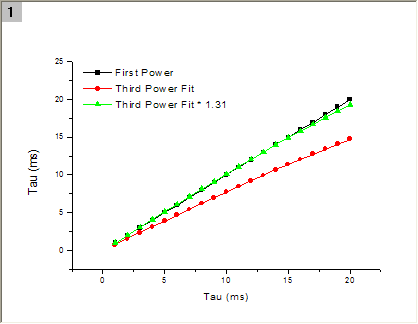 1
First Power
Third Power Fit
Third Power Fit * 1.31
25
20
15
10
5
0
Tau (ms)
0 5 10 15 20
Tau (ms)